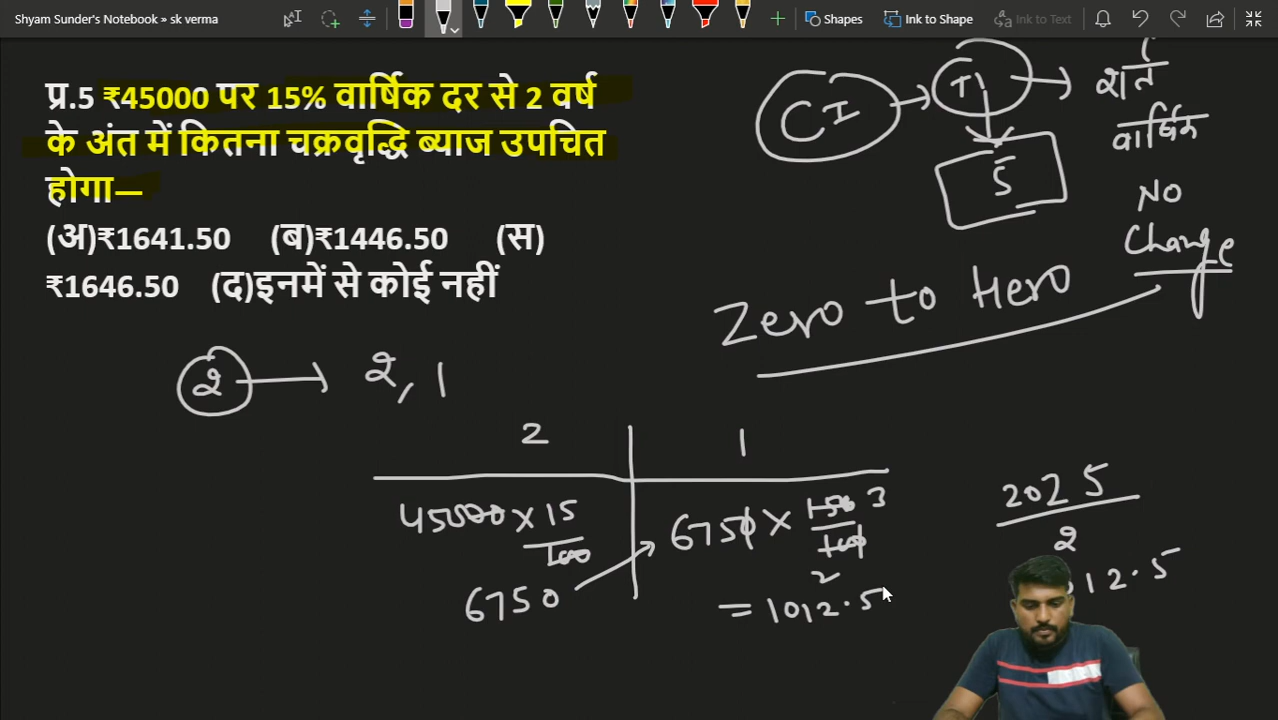 Shyam Sunder's Notebook » sk verma
Shapes
Ink to Shape
Ink to Text
प्र.5 ₹45000 पर 15% वार्षिक दर से 2 वर्ष
के अंत में कितना चक्रवृद्धि ब्याज उपचित
होगा—
(अ)₹1641.50 (ब)₹1446.50 (स)
₹1646.50 (द)इनमें से कोई नहीं
CI
वार्षिक
NO
Change
Zero to Hero
2 2, 1
2 1
45000 × 15
100
6750
6750 × 150 3
100
2
= 1012.5
2025
2
12.5